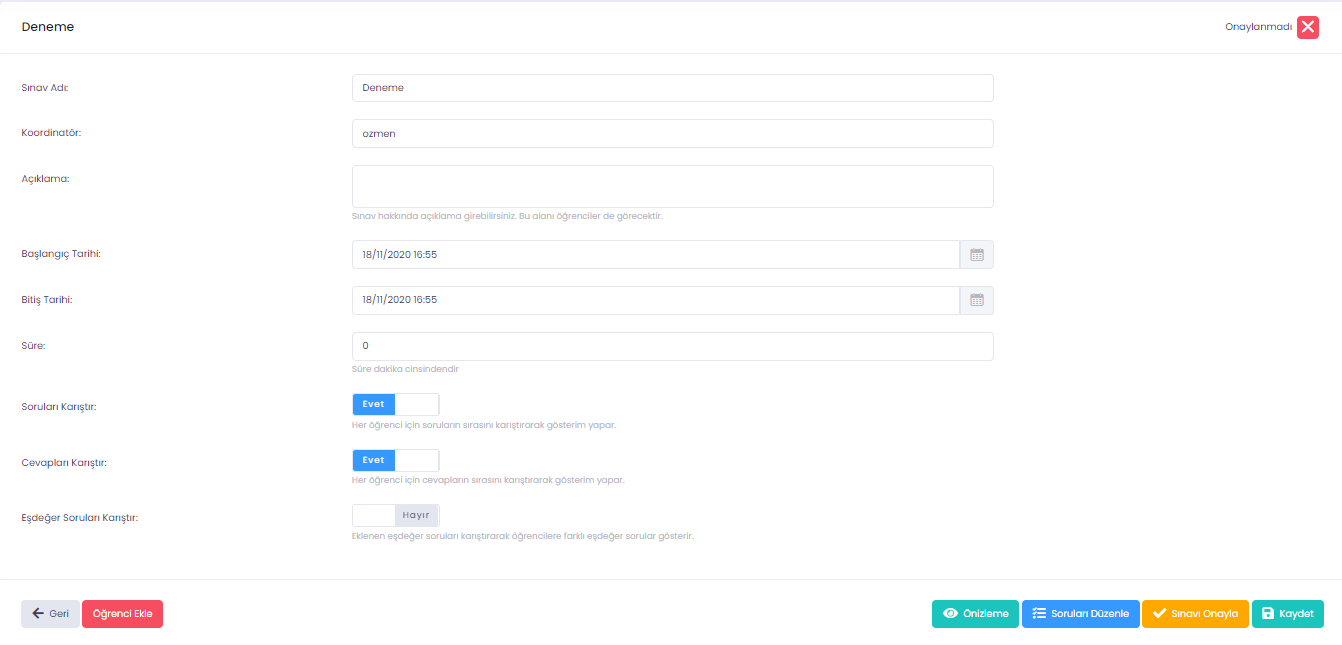 Deneme
Onaylanmadı
Sınav Adı:
Deneme
Koordinatör:
ozmen
Açıklama:
Sınav hakkında açıklama girebilirsiniz. Bu alanı öğrenciler de görecektir.
Başlangıç Tarihi:
18/11/2020 16:55
Bitiş Tarihi:
18/11/2020 16:55
Süre:
0
Süre dakika cinsindendir
Soruları Karıştır:
Evet
Her öğrenci için soruların sırasını karıştırarak gösterim yapar.
Cevapları Karıştır:
Evet
Her öğrenci için cevapların sırasını karıştırarak gösterim yapar.
Eşdeğer Soruları Karıştır:
Hayır
Eklenen eşdeğer soruları karıştırarak öğrencilere farklı eşdeğer sorular gösterir.
Geri
Öğrenci Ekle
Önizleme
Soruları Düzenle
Sınavı Onayla
Kaydet